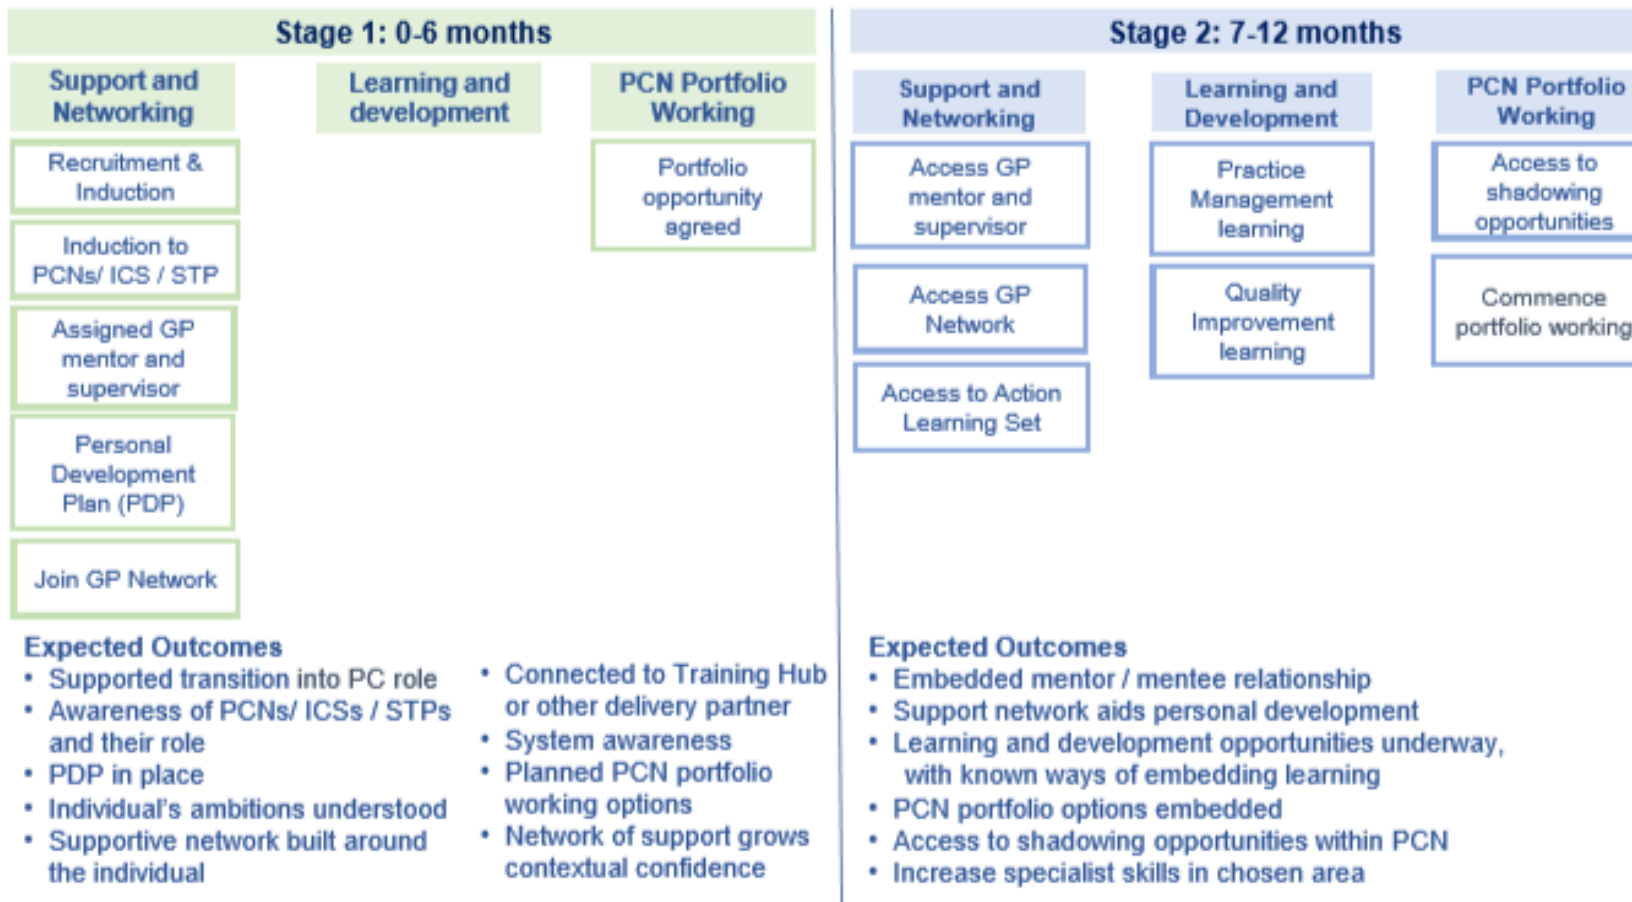 Stage 1: 0-6 months
Support and
Networking
Learning and
development
PCN Portfolio
Working
Recruitment &
Induction
Induction to
PCNs/ ICS / STP
Assigned GP
mentor and
supervisor
Personal
Development
Plan (PDP)
Join GP Network
Portfolio
opportunity
agreed
Expected Outcomes
• Supported transition into PC role
• Awareness of PCNs/ ICSs / STPs
and their role
• PDP in place
• Individual's ambitions understood
• Supportive network built around
the individual
• Connected to Training Hub
or other delivery partner
• System awareness
• Planned PCN portfolio
working options
• Network of support grows
contextual confidence
Stage 2: 7-12 months
Support and
Networking
Learning and
Development
PCN Portfolio
Working
Access GP
mentor and
supervisor
Access GP
Network
Access to Action
Learning Set
Practice
Management
learning
Quality
Improvement
learning
Access to
shadowing
opportunities
Commence
portfolio working
Expected Outcomes
• Embedded mentor / mentee relationship
• Support network aids personal development
• Learning and development opportunities underway,
with known ways of embedding learning
• PCN portfolio options embedded
• Access to shadowing opportunities within PCN
• Increase specialist skills in chosen area